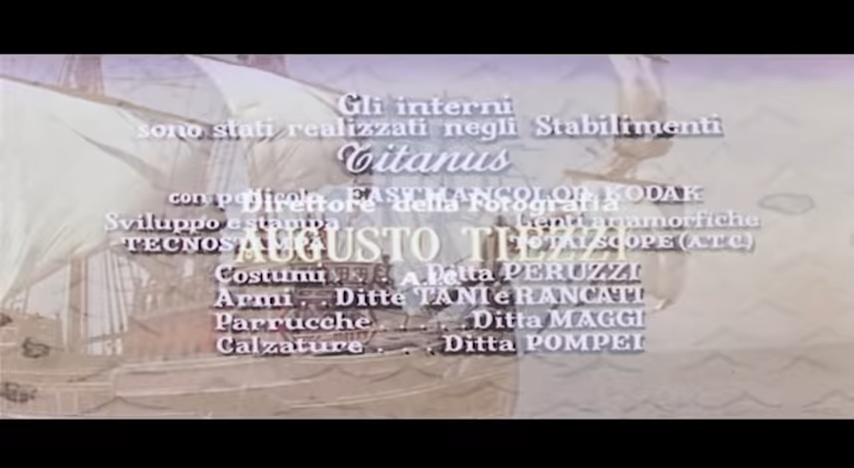 Gli interni
sono stati realizzati negli Stabilimenti
Titanus
con pellicola EASTMANCOLOR KODAK
Direttore della Fotografia
Sviluppo e stampa Lenti anamorfiche
TECNOSTAMPA TOTALSCOPE (A.T.C.)
AUGUSTO TIEZZI
A.I.C.
Costumi . . . . Ditta PERUZZI
Armi . . Ditte TANI e RANCATI
Parrucche . . . . . Ditta MAGGI
Calzature . . . Ditta POMPEI